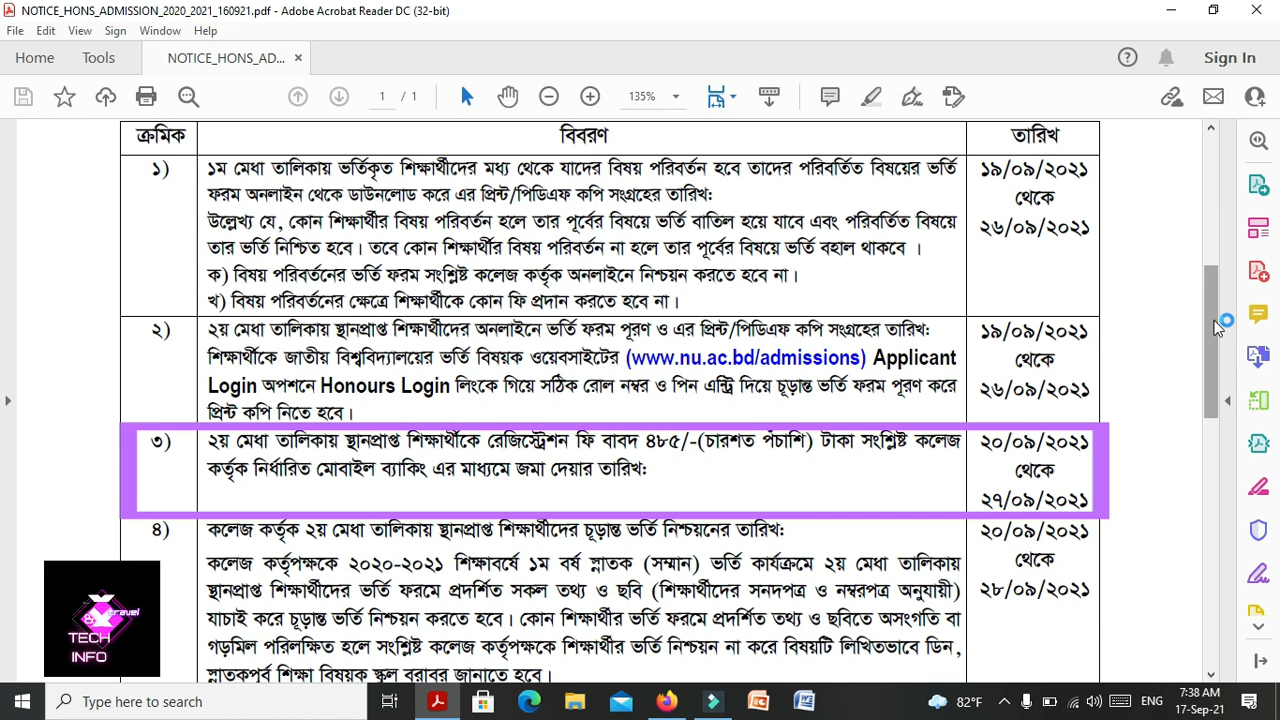 NOTICE_HONS_ADMISSION_2020_2021_160921.pdf - Adobe Acrobat Reader DC (32-bit)
File Edit View Sign Window Help
Home Tools NOTICE_HONS_AD... × Sign In
1 / 1 135%
ক্রমিক বিবরণ তারিখ
১) ১ম মেধা তালিকায় ভর্তিকৃত শিক্ষার্থীদের মধ্য থেকে যাদের বিষয় পরিবর্তন হবে তাদের পরিবর্তিত বিষয়ের ভর্তি ১৯/০৯/২০২১
ফরম অনলাইন থেকে ডাউনলোড করে এর প্রিন্ট/পিডিএফ কপি সংগ্রহের তারিখ: থেকে
উল্লেখ্য যে, কোন শিক্ষার্থীর বিষয় পরিবর্তন হলে তার পূর্বের বিষয়ে ভর্তি বাতিল হয়ে যাবে এবং পরিবর্তিত বিষয়ে ২৬/০৯/২০২১
তার ভর্তি নিশ্চিত হবে। তবে কোন শিক্ষার্থীর বিষয় পরিবর্তন না হলে তার পূর্বের বিষয়ে ভর্তি বহাল থাকবে ।
ক) বিষয় পরিবর্তনের ভর্তি ফরম সংশ্লিষ্ট কলেজ কর্তৃক অনলাইনে নিশ্চয়ন করতে হবে না।
খ) বিষয় পরিবর্তনের ক্ষেত্রে শিক্ষার্থীকে কোন ফি প্রদান করতে হবে না।
২) ২য় মেধা তালিকায় স্থানপ্রাপ্ত শিক্ষার্থীদের অনলাইনে ভর্তি ফরম পূরণ ও এর প্রিন্ট/পিডিএফ কপি সংগ্রহের তারিখ: ১৯/০৯/২০২১
শিক্ষার্থীকে জাতীয় বিশ্ববিদ্যালয়ের ভর্তি বিষয়ক ওয়েবসাইটের (www.nu.ac.bd/admissions) Applicant থেকে
Login অপশনে Honours Login লিংকে গিয়ে সঠিক রোল নম্বর ও পিন এন্ট্রি দিয়ে চূড়ান্ত ভর্তি ফরম পূরণ করে ২৬/০৯/২০২১
প্রিন্ট কপি নিতে হবে।
৩) ২য় মেধা তালিকায় স্থানপ্রাপ্ত শিক্ষার্থীকে রেজিস্ট্রেশন ফি বাবদ ৪৮৫/-(চারশত পঁচাশি) টাকা সংশ্লিষ্ট কলেজ ২০/০৯/২০২১
কর্তৃক নির্ধারিত মোবাইল ব্যাকিং এর মাধ্যমে জমা দেয়ার তারিখ: থেকে
২৭/০৯/২০২১
৪) কলেজ কর্তৃক ২য় মেধা তালিকায় স্থানপ্রাপ্ত শিক্ষার্থীদের চূড়ান্ত ভর্তি নিশ্চয়নের তারিখ: ২০/০৯/২০২১
কলেজ কর্তৃপক্ষকে ২০২০-২০২১ শিক্ষাবর্ষে ১ম বর্ষ স্নাতক (সম্মান) ভর্তি কার্যক্রমে ২য় মেধা তালিকায় থেকে
স্থানপ্রাপ্ত শিক্ষার্থীদের ভর্তি ফরমে প্রদর্শিত সকল তথ্য ও ছবি (শিক্ষার্থীদের সনদপত্র ও নম্বরপত্র অনুযায়ী) ২৮/০৯/২০২১
যাচাই করে চূড়ান্ত ভর্তি নিশ্চয়ন করতে হবে। কোন শিক্ষার্থীর ভর্তি ফরমে প্রদর্শিত তথ্য ও ছবিতে অসংগতি বা
গড়মিল পরিলক্ষিত হলে সংশ্লিষ্ট কলেজ কর্তৃপক্ষকে শিক্ষার্থীর ভর্তি নিশ্চয়ন না করে বিষয়টি লিখিতভাবে ডিন,
স্নাতকপূর্ব শিক্ষা বিষয়ক স্কুল বরাবর জানাতে হবে।
travel
TECH
INFO
Type here to search 82°F ENG 7:38 AM
17-Sep-21